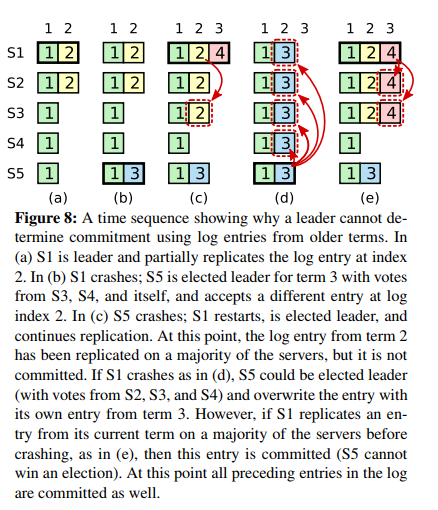 1 2 1 2 1 2 3 1 2 3 1 2 3
S1 1 2 1 2 1 2 4 1 3 1 2 4
S2 1 2 1 2 1 2 1 3 1 2 4
S3 1 1 1 2 1 3 1 2 4
S4 1 1 1 1 3 1
S5 1 1 3 1 3 1 3 1 3
(a) (b) (c) (d) (e)
Figure 8: A time sequence showing why a leader cannot de-
termine commitment using log entries from older terms. In
(a) S1 is leader and partially replicates the log entry at index
2. In (b) S1 crashes; S5 is elected leader for term 3 with votes
from S3, S4, and itself, and accepts a different entry at log
index 2. In (c) S5 crashes; S1 restarts, is elected leader, and
continues replication. At this point, the log entry from term 2
has been replicated on a majority of the servers, but it is not
committed. If S1 crashes as in (d), S5 could be elected leader
(with votes from S2, S3, and S4) and overwrite the entry with
its own entry from term 3. However, if S1 replicates an en-
try from its current term on a majority of the servers before
crashing, as in (e), then this entry is committed (S5 cannot
win an election). At this point all preceding entries in the log
are committed as well.